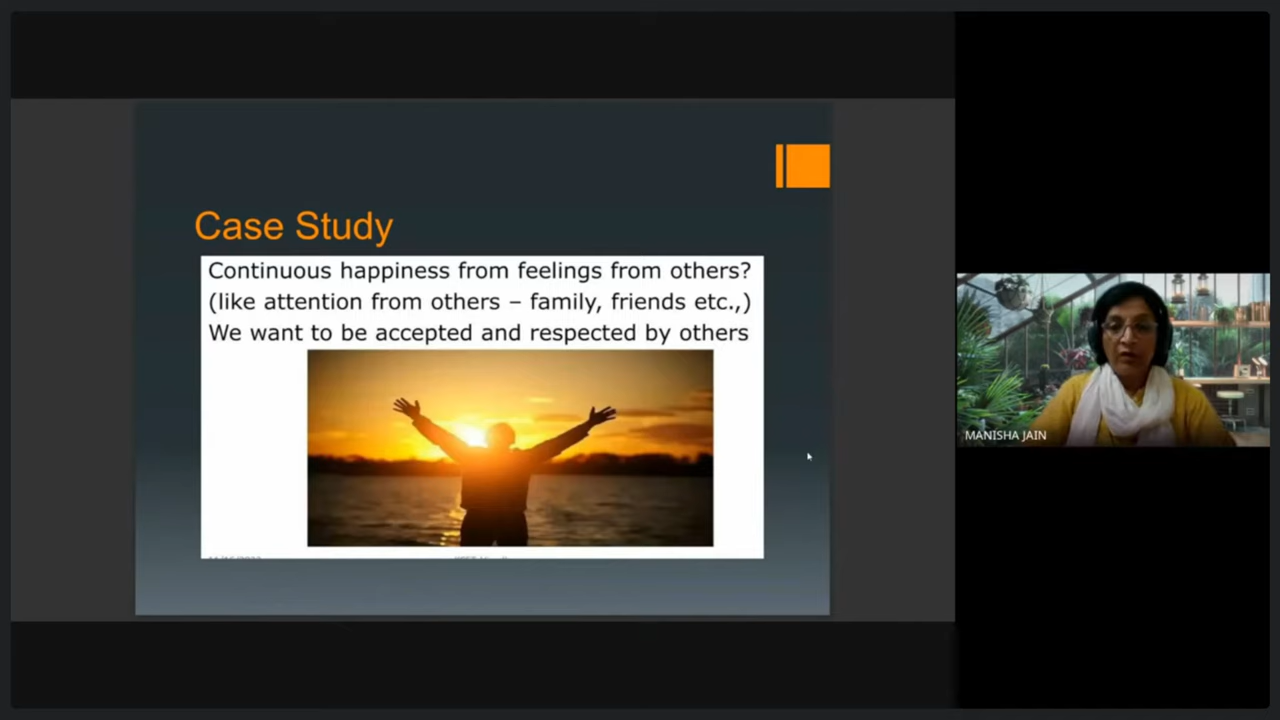 Case Study
Continuous happiness from feelings from others?
(like attention from others – family, friends etc.,)
We want to be accepted and respected by others
MANISHA JAIN